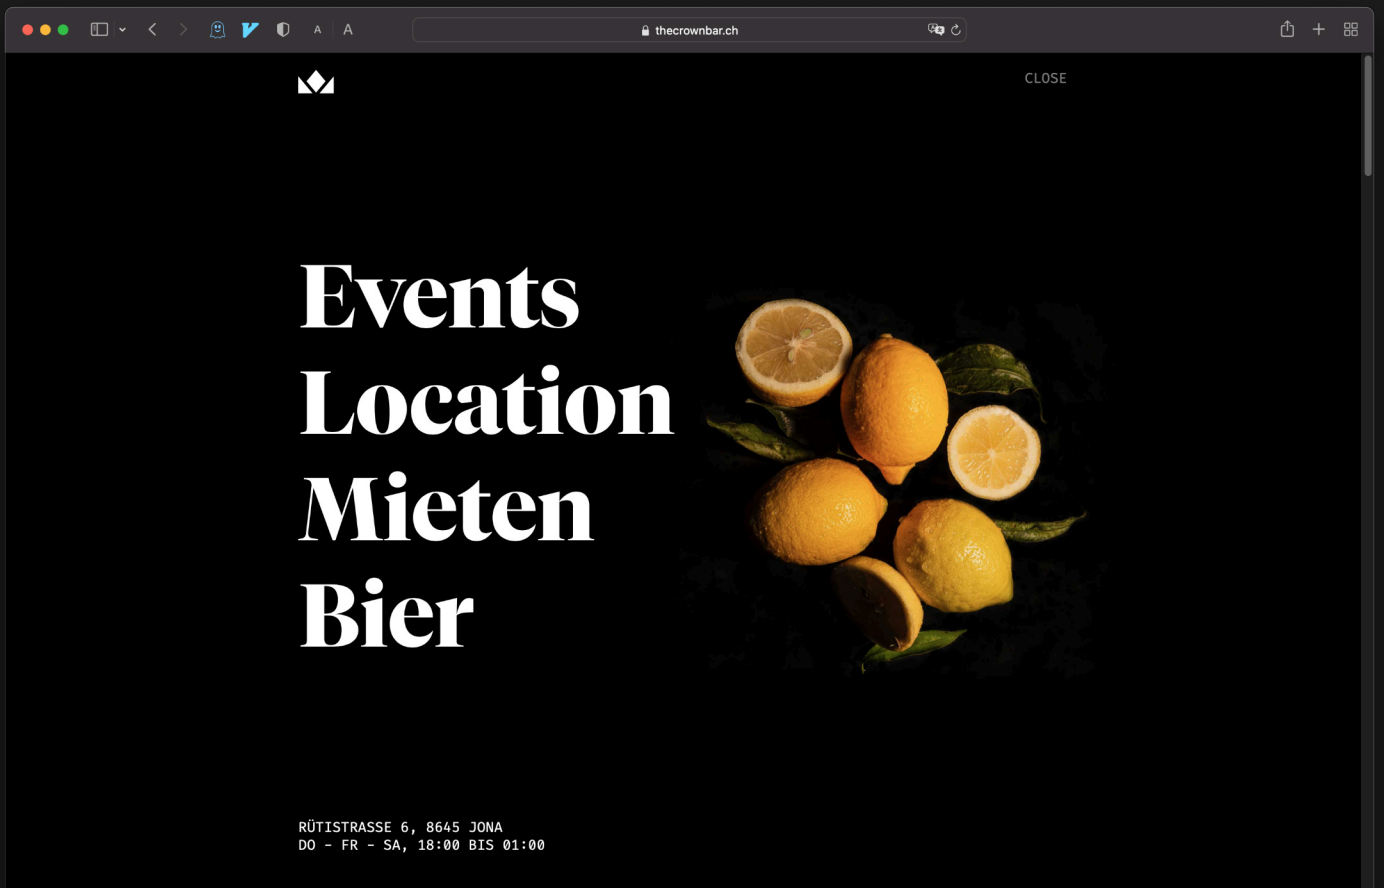 A A thecrownbar.ch
CLOSE
Events
Location
Mieten
Bier
RÜTISTRASSE 6, 8645 JONA
DO - FR - SA, 18:00 BIS 01:00